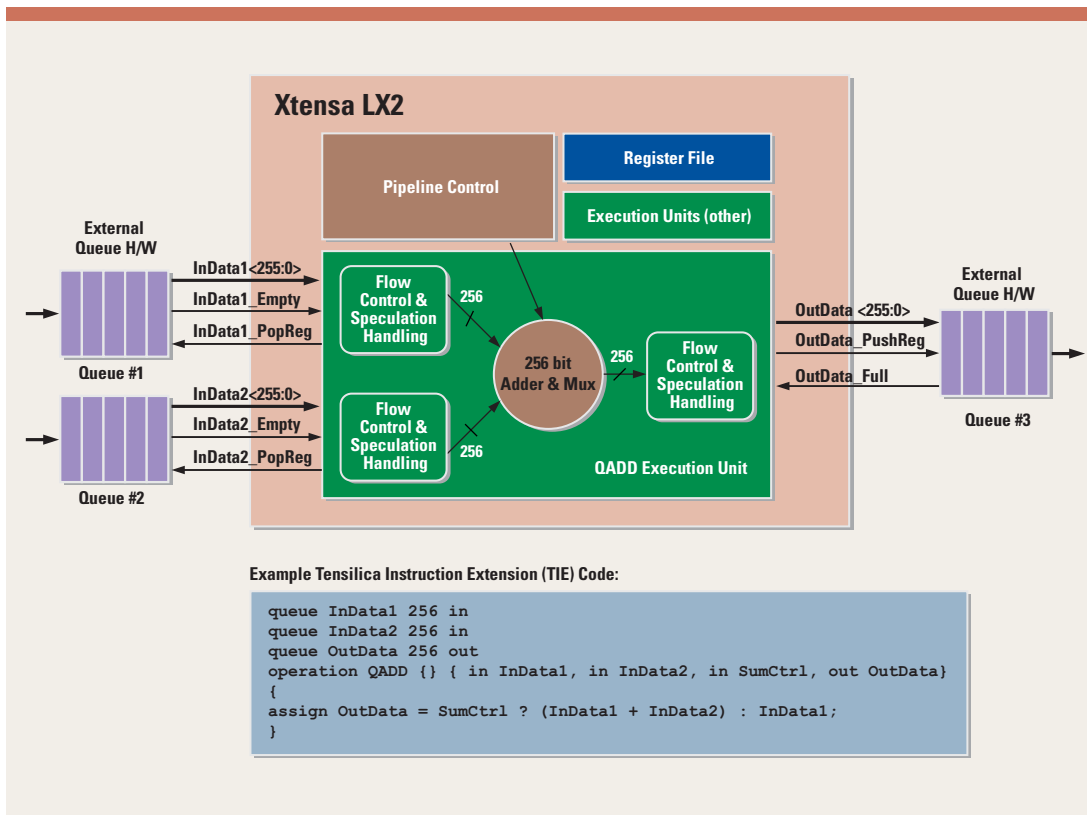 Xtensa LX2
Pipeline Control
Register File
Execution Units (other)
External
Queue H/W
InData1<255:0>
InData1_Empty
InData1_PopReg
Queue #1
InData2<255:0>
InData2_Empty
InData2_PopReg
Queue #2
Flow
Control &
Speculation
Handling
256
Flow
Control &
Speculation
Handling
256
256 bit
Adder & Mux
256
Flow
Control &
Speculation
Handling
QADD Execution Unit
External
Queue H/W
OutData <255:0>
OutData_PushReg
OutData_Full
Queue #3
Example Tensilica Instruction Extension (TIE) Code:
queue InData1 256 in
queue InData2 256 in
queue OutData 256 out
operation QADD {} { in InData1, in InData2, in SumCtrl, out OutData}
{
assign OutData = SumCtrl ? (InData1 + InData2) : InData1;
}